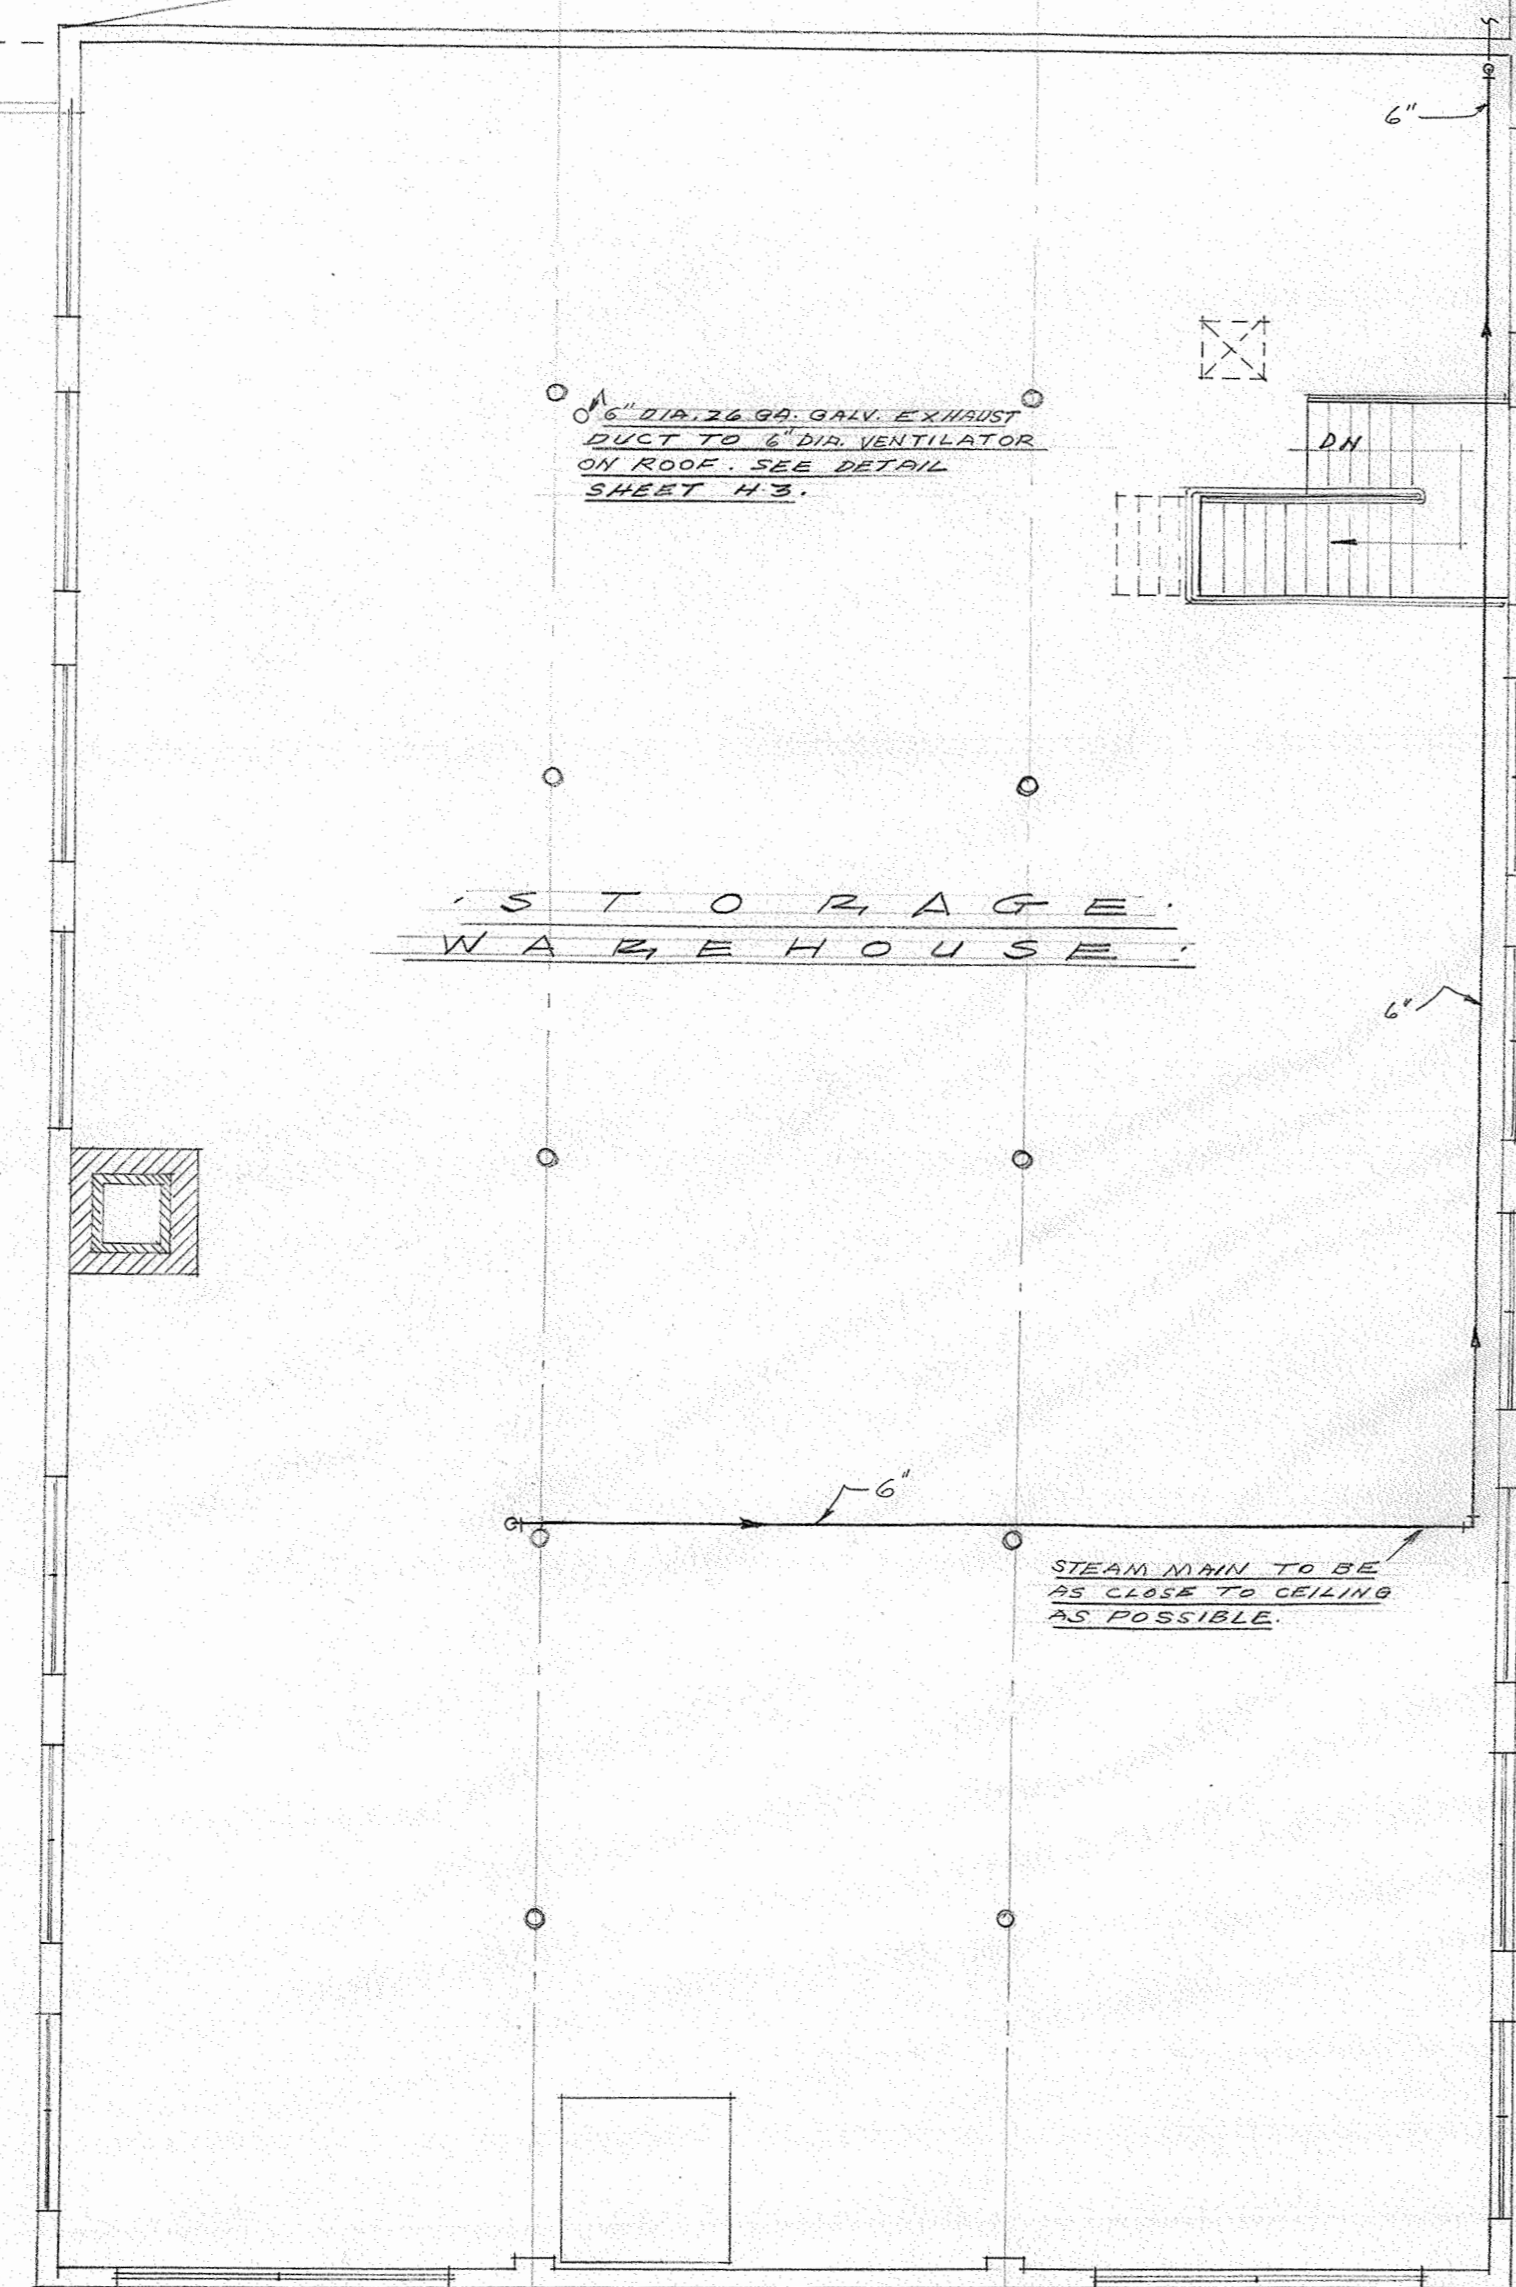 6"
6" DIA. 26 GA. GALV. EXHAUST
DUCT TO 6" DIA. VENTILATOR
ON ROOF. SEE DETAIL
SHEET H-3.
DN
· STORAGE ·
WAREHOUSE ·
6"
6"
STEAM MAIN TO BE
AS CLOSE TO CEILING
AS POSSIBLE.